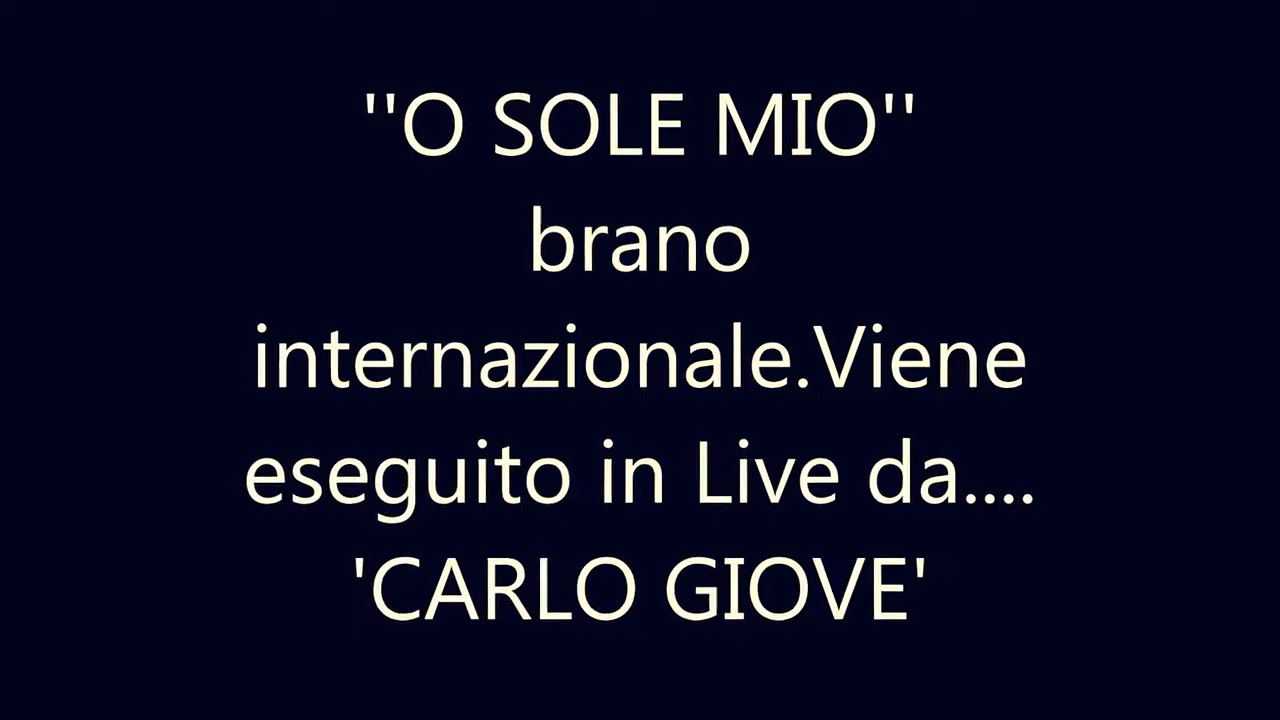 ''O SOLE MIO''
brano
internazionale.Viene
eseguito in Live da....
'CARLO GIOVE'